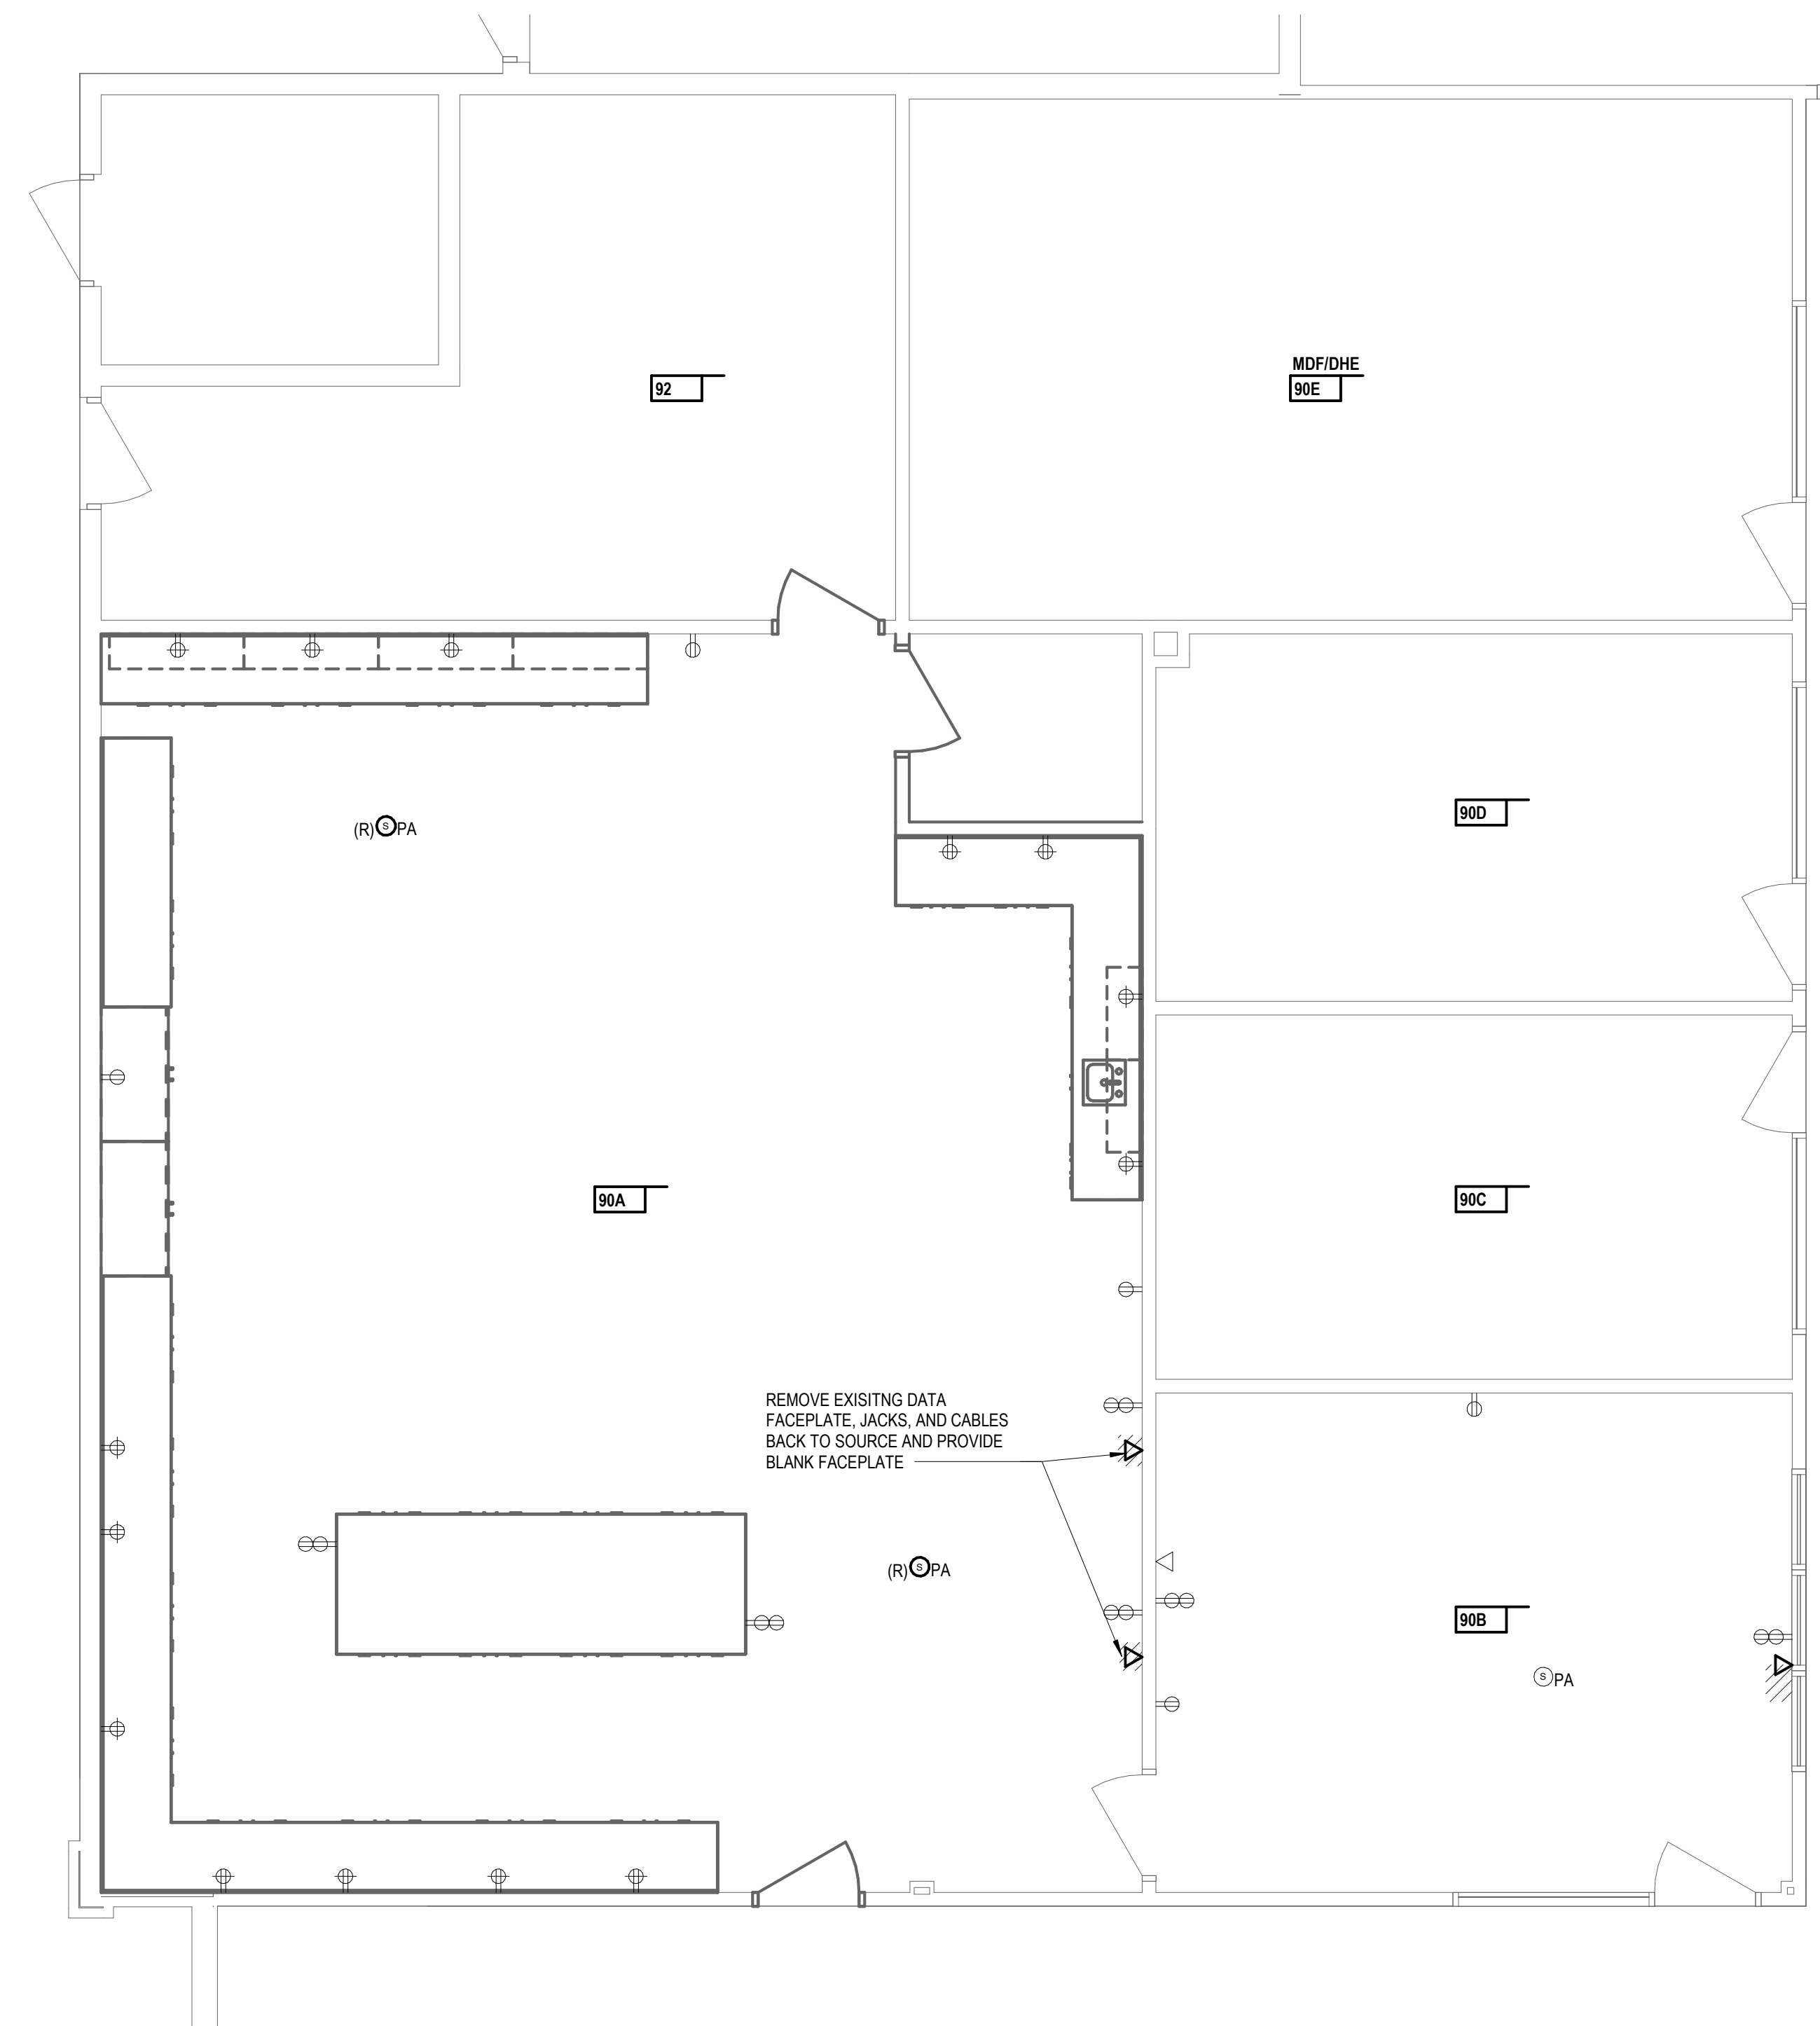 MDF/DHE
92
90E
90D
(R) S PA
90A
90C
REMOVE EXISITNG DATA
FACEPLATE, JACKS, AND CABLES
BACK TO SOURCE AND PROVIDE
BLANK FACEPLATE
(R) S PA
90B
S PA